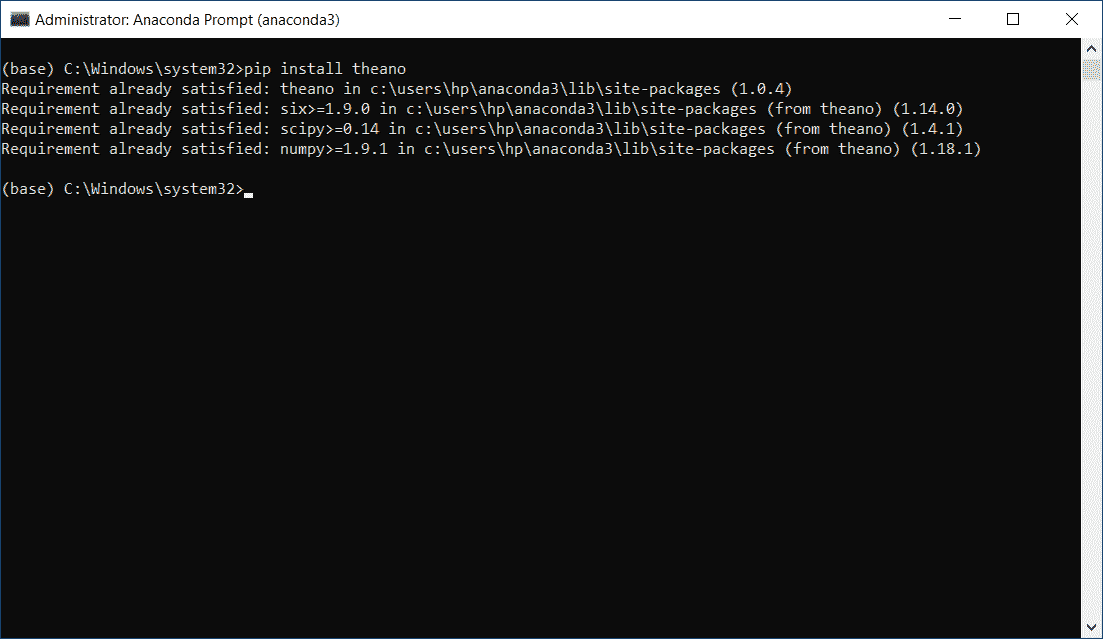 Administrator: Anaconda Prompt (anaconda3)
(base) C:\Windows\system32>pip install theano
Requirement already satisfied: theano in c:\users\hp\anaconda3\lib\site-packages (1.0.4)
Requirement already satisfied: six>=1.9.0 in c:\users\hp\anaconda3\lib\site-packages (from theano) (1.14.0)
Requirement already satisfied: scipy>=0.14 in c:\users\hp\anaconda3\lib\site-packages (from theano) (1.4.1)
Requirement already satisfied: numpy>=1.9.1 in c:\users\hp\anaconda3\lib\site-packages (from theano) (1.18.1)
(base) C:\Windows\system32>